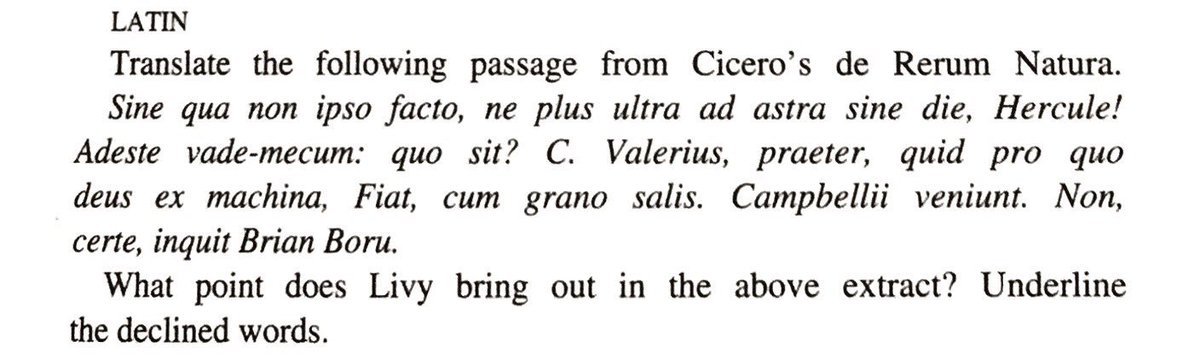 LATIN
Translate the following passage from Cicero's de Rerum Natura.
Sine qua non ipso facto, ne plus ultra ad astra sine die, Hercule!
Adeste vade-mecum: quo sit? C. Valerius, praeter, quid pro quo
deus ex machina, Fiat, cum grano salis. Campbellii veniunt. Non,
certe, inquit Brian Boru.
What point does Livy bring out in the above extract? Underline
the declined words.